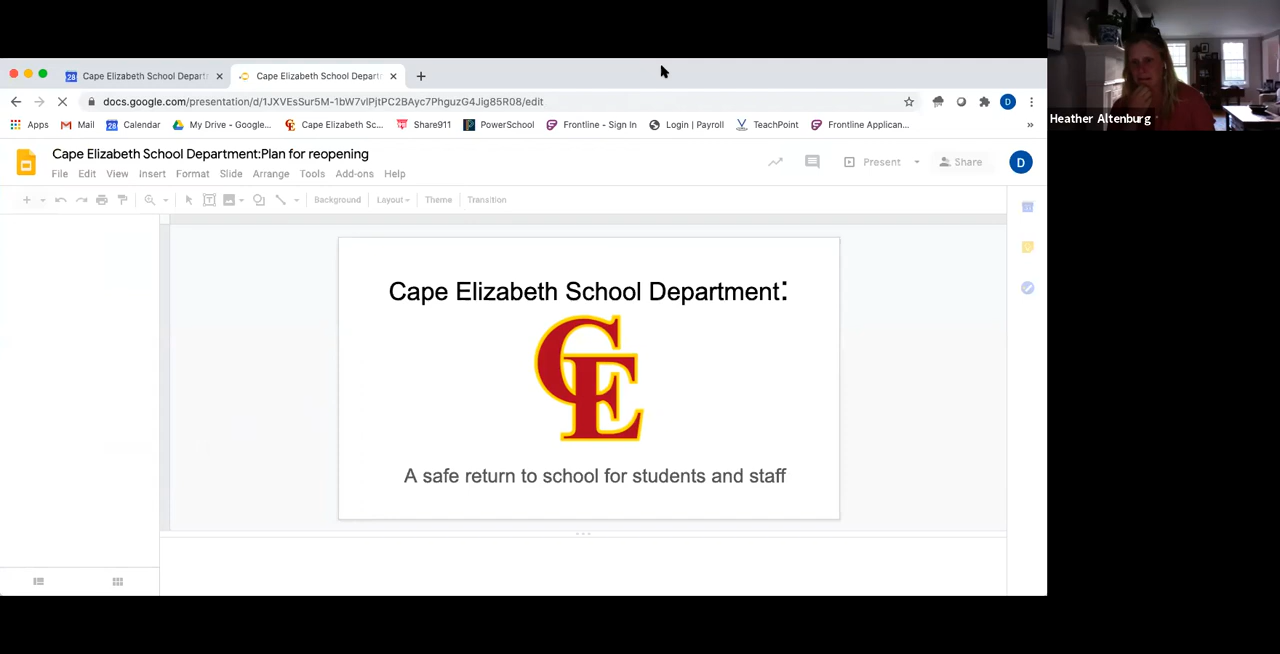 Cape Elizabeth School Departm
Cape Elizabeth School Departm
docs.google.com/presentation/d/1JXVEsSur5M-1bW7vlPjtPC2BAyc7PhguzG4Jig85R08/edit
D
Apps
Mail
28 Calendar
My Drive - Google...
Cape Elizabeth Sc...
Share911
PowerSchool
Frontline - Sign In
Login | Payroll
TeachPoint
Frontline Applican...
»
Cape Elizabeth School Department:Plan for reopening
File Edit View Insert Format Slide Arrange Tools Add-ons Help
Present
Share
D
Background Layout Theme Transition
Cape Elizabeth School Department:
CE
A safe return to school for students and staff
Heather Altenburg